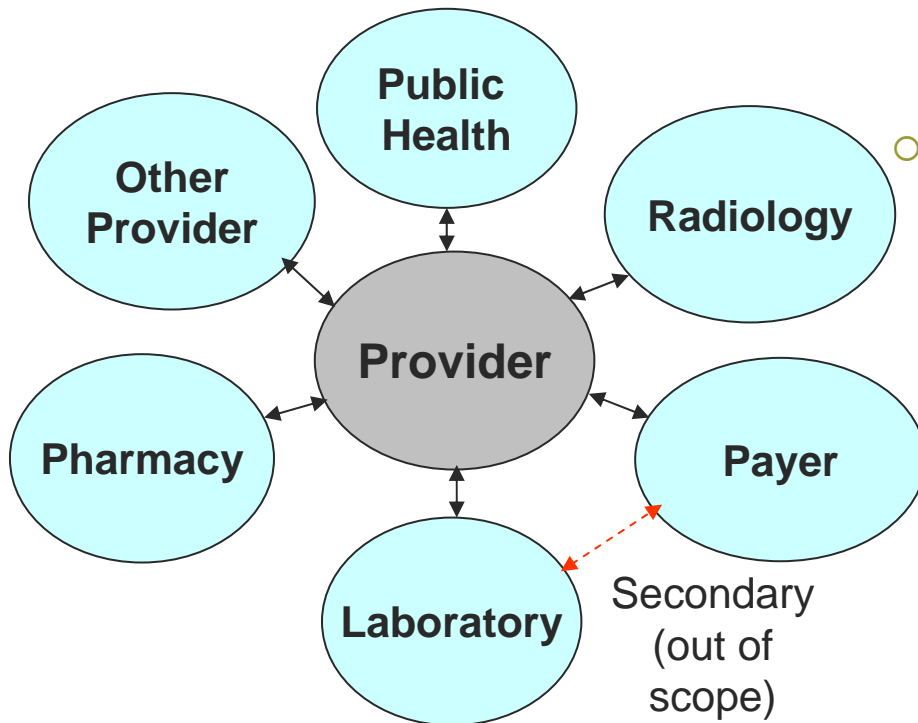 Public
Health
Other
Provider
Radiology
Provider
Pharmacy
Payer
Laboratory
Secondary
(out of
scope)